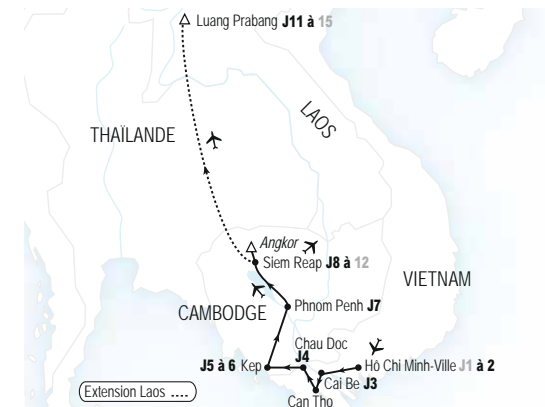 Luang Prabang J11 à 15
LAOS
THAÏLANDE
Angkor
Siem Reap J8 à 12
VIETNAM
Phnom Penh J7
CAMBODGE
Chau Doc
J4
J5 à 6 Kep
Hô Chi Minh-Ville J1 à 2
Cai Be J3
Can Tho
Extension Laos ....